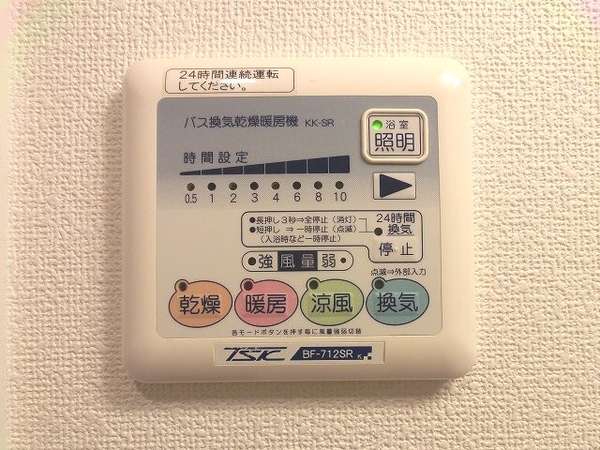 24時間連続運転
してください。
バス換気乾燥暖房機 KK-SR
浴室
照明
時間設定
0.5 1 2 3 4 6 8 10
●長押し3秒⇒全停止(消灯)
●短押し ⇒一時停止(点滅)
(入浴時など一時停止)
24時間
換気
停止
強 風量 弱
点滅⇒外部入力
乾燥 暖房 涼風 換気
各モードボタンを押す毎に風量強弱切替
TSK BF-712SR K